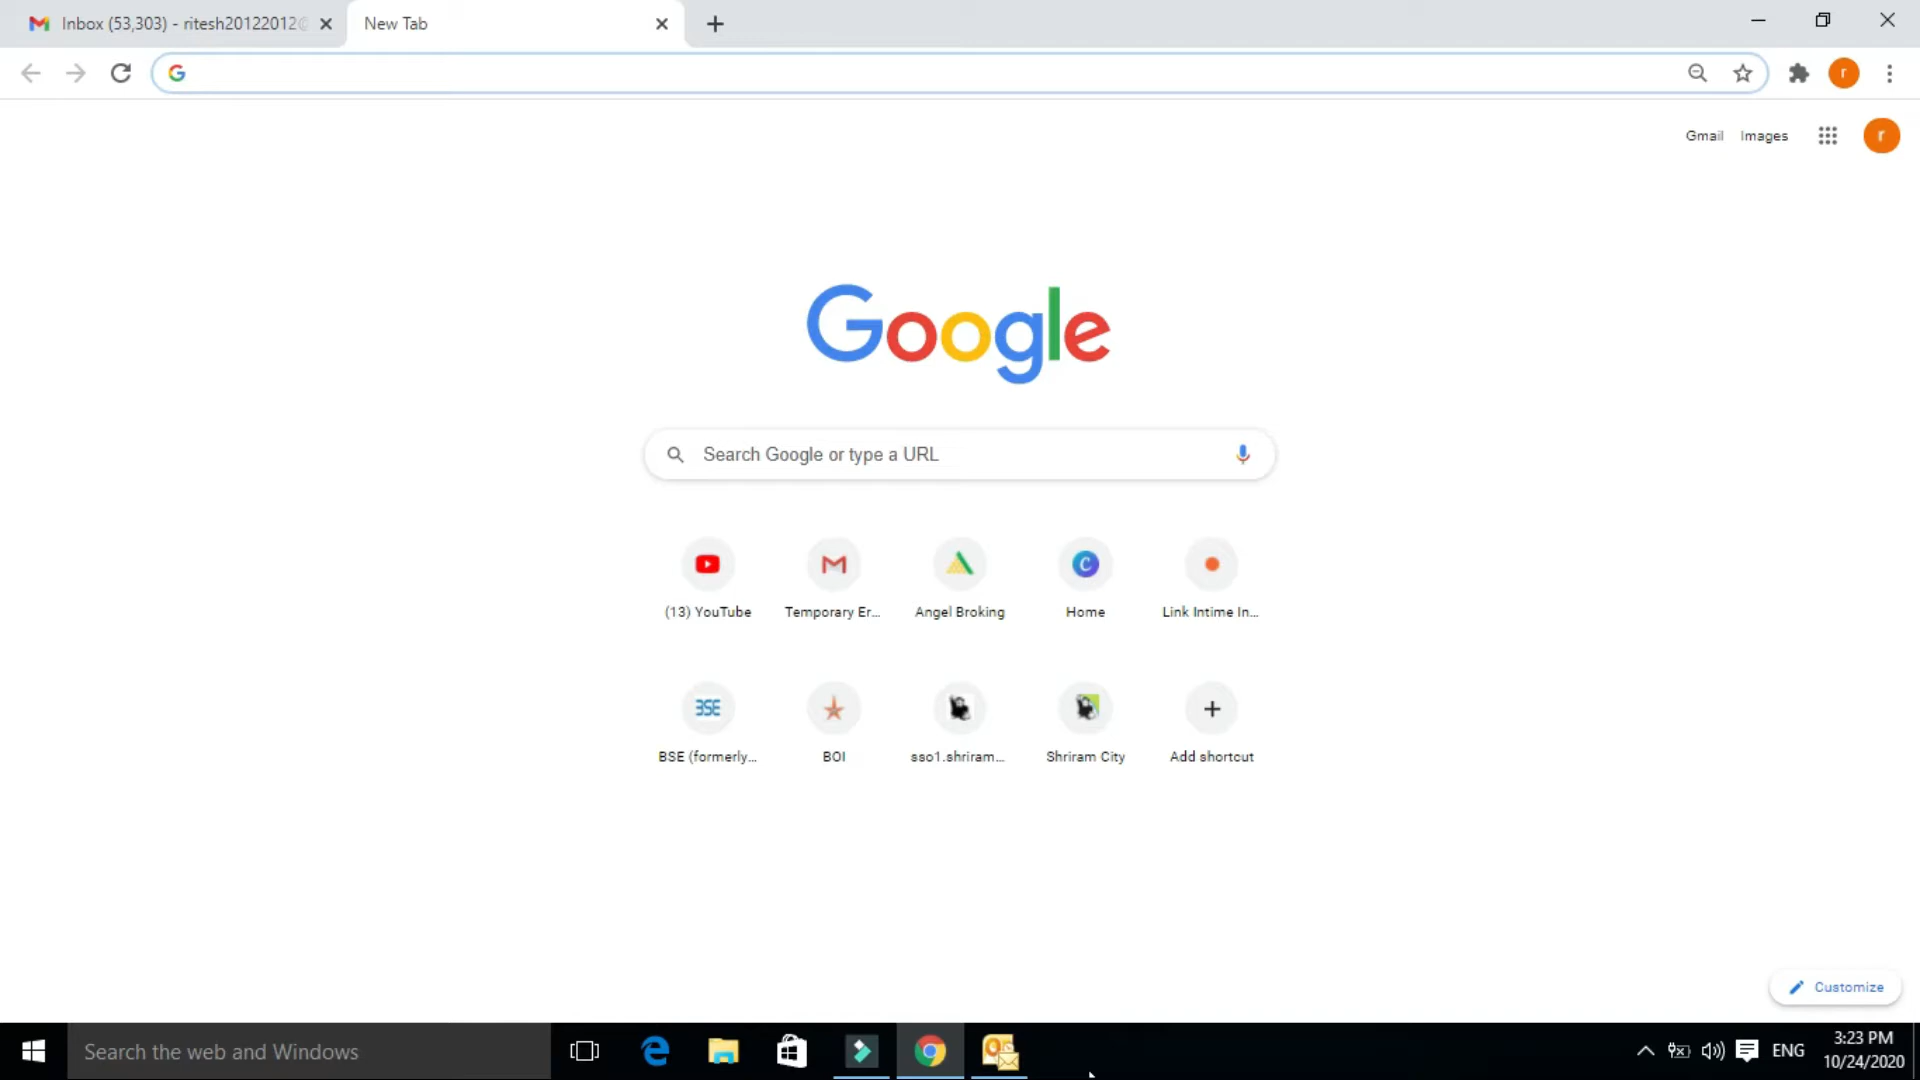 Inbox (53,303) - ritesh20122012@
New Tab
r
Gmail
Images
r
Google
Search Google or type a URL
(13) YouTube
Temporary Er...
Angel Broking
Home
Link Intime In...
BSE (formerly...
BOI
sso1.shriram...
Shriram City
Add shortcut
Customize
Search the web and Windows
ENG
3:23 PM
10/24/2020